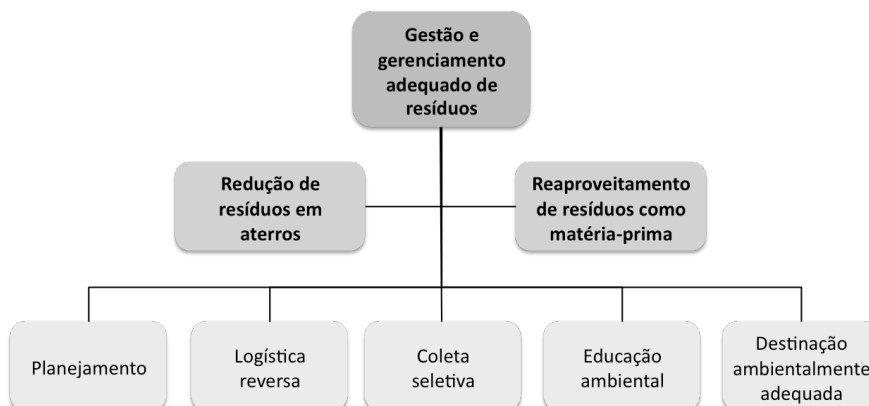 Gestão e
gerenciamento
adequado de
resíduos
Redução de
resíduos em
aterros
Reaproveitamento
de resíduos como
matéria-prima
Planejamento
Logística
reversa
Coleta
seletiva
Educação
ambiental
Destinação
ambientalmente
adequada